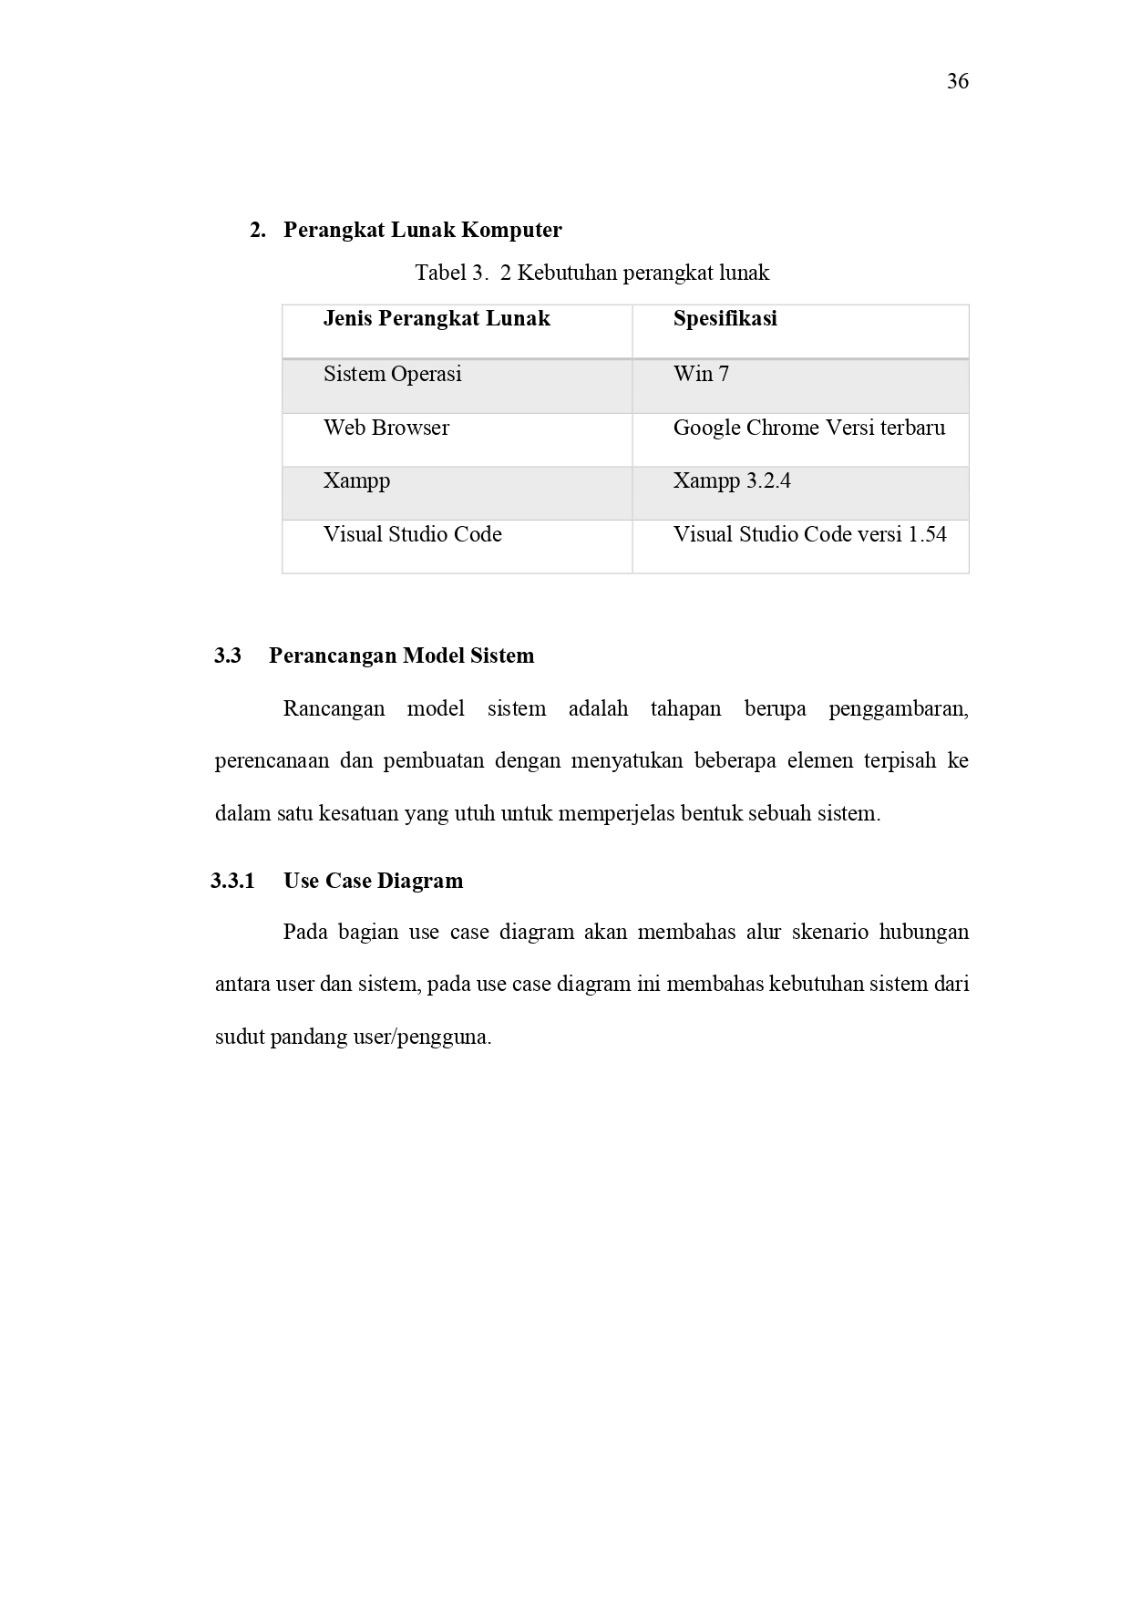 36
2. Perangkat Lunak Komputer
Tabel 3.  2 Kebutuhan perangkat lunak
Jenis Perangkat Lunak Spesifikasi
Sistem Operasi Win 7
Web Browser Google Chrome Versi terbaru
Xampp Xampp 3.2.4
Visual Studio Code Visual Studio Code versi 1.54
3.3 Perancangan Model Sistem
Rancangan model sistem adalah tahapan berupa penggambaran,
perencanaan dan pembuatan dengan menyatukan beberapa elemen terpisah ke
dalam satu kesatuan yang utuh untuk memperjelas bentuk sebuah sistem.
3.3.1 Use Case Diagram
Pada bagian use case diagram akan membahas alur skenario hubungan
antara user dan sistem, pada use case diagram ini membahas kebutuhan sistem dari
sudut pandang user/pengguna.